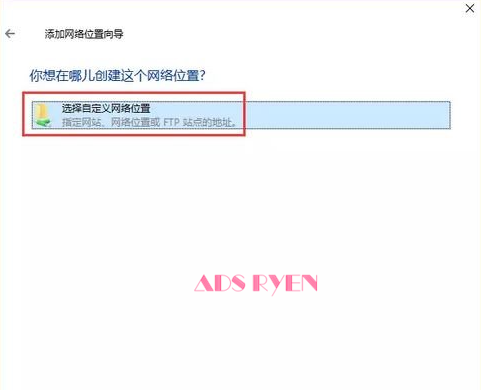 添加网络位置向导
你想在哪儿创建这个网络位置?
选择自定义网络位置
指定网站、网络位置或 FTP 站点的地址。
ADS RYEN